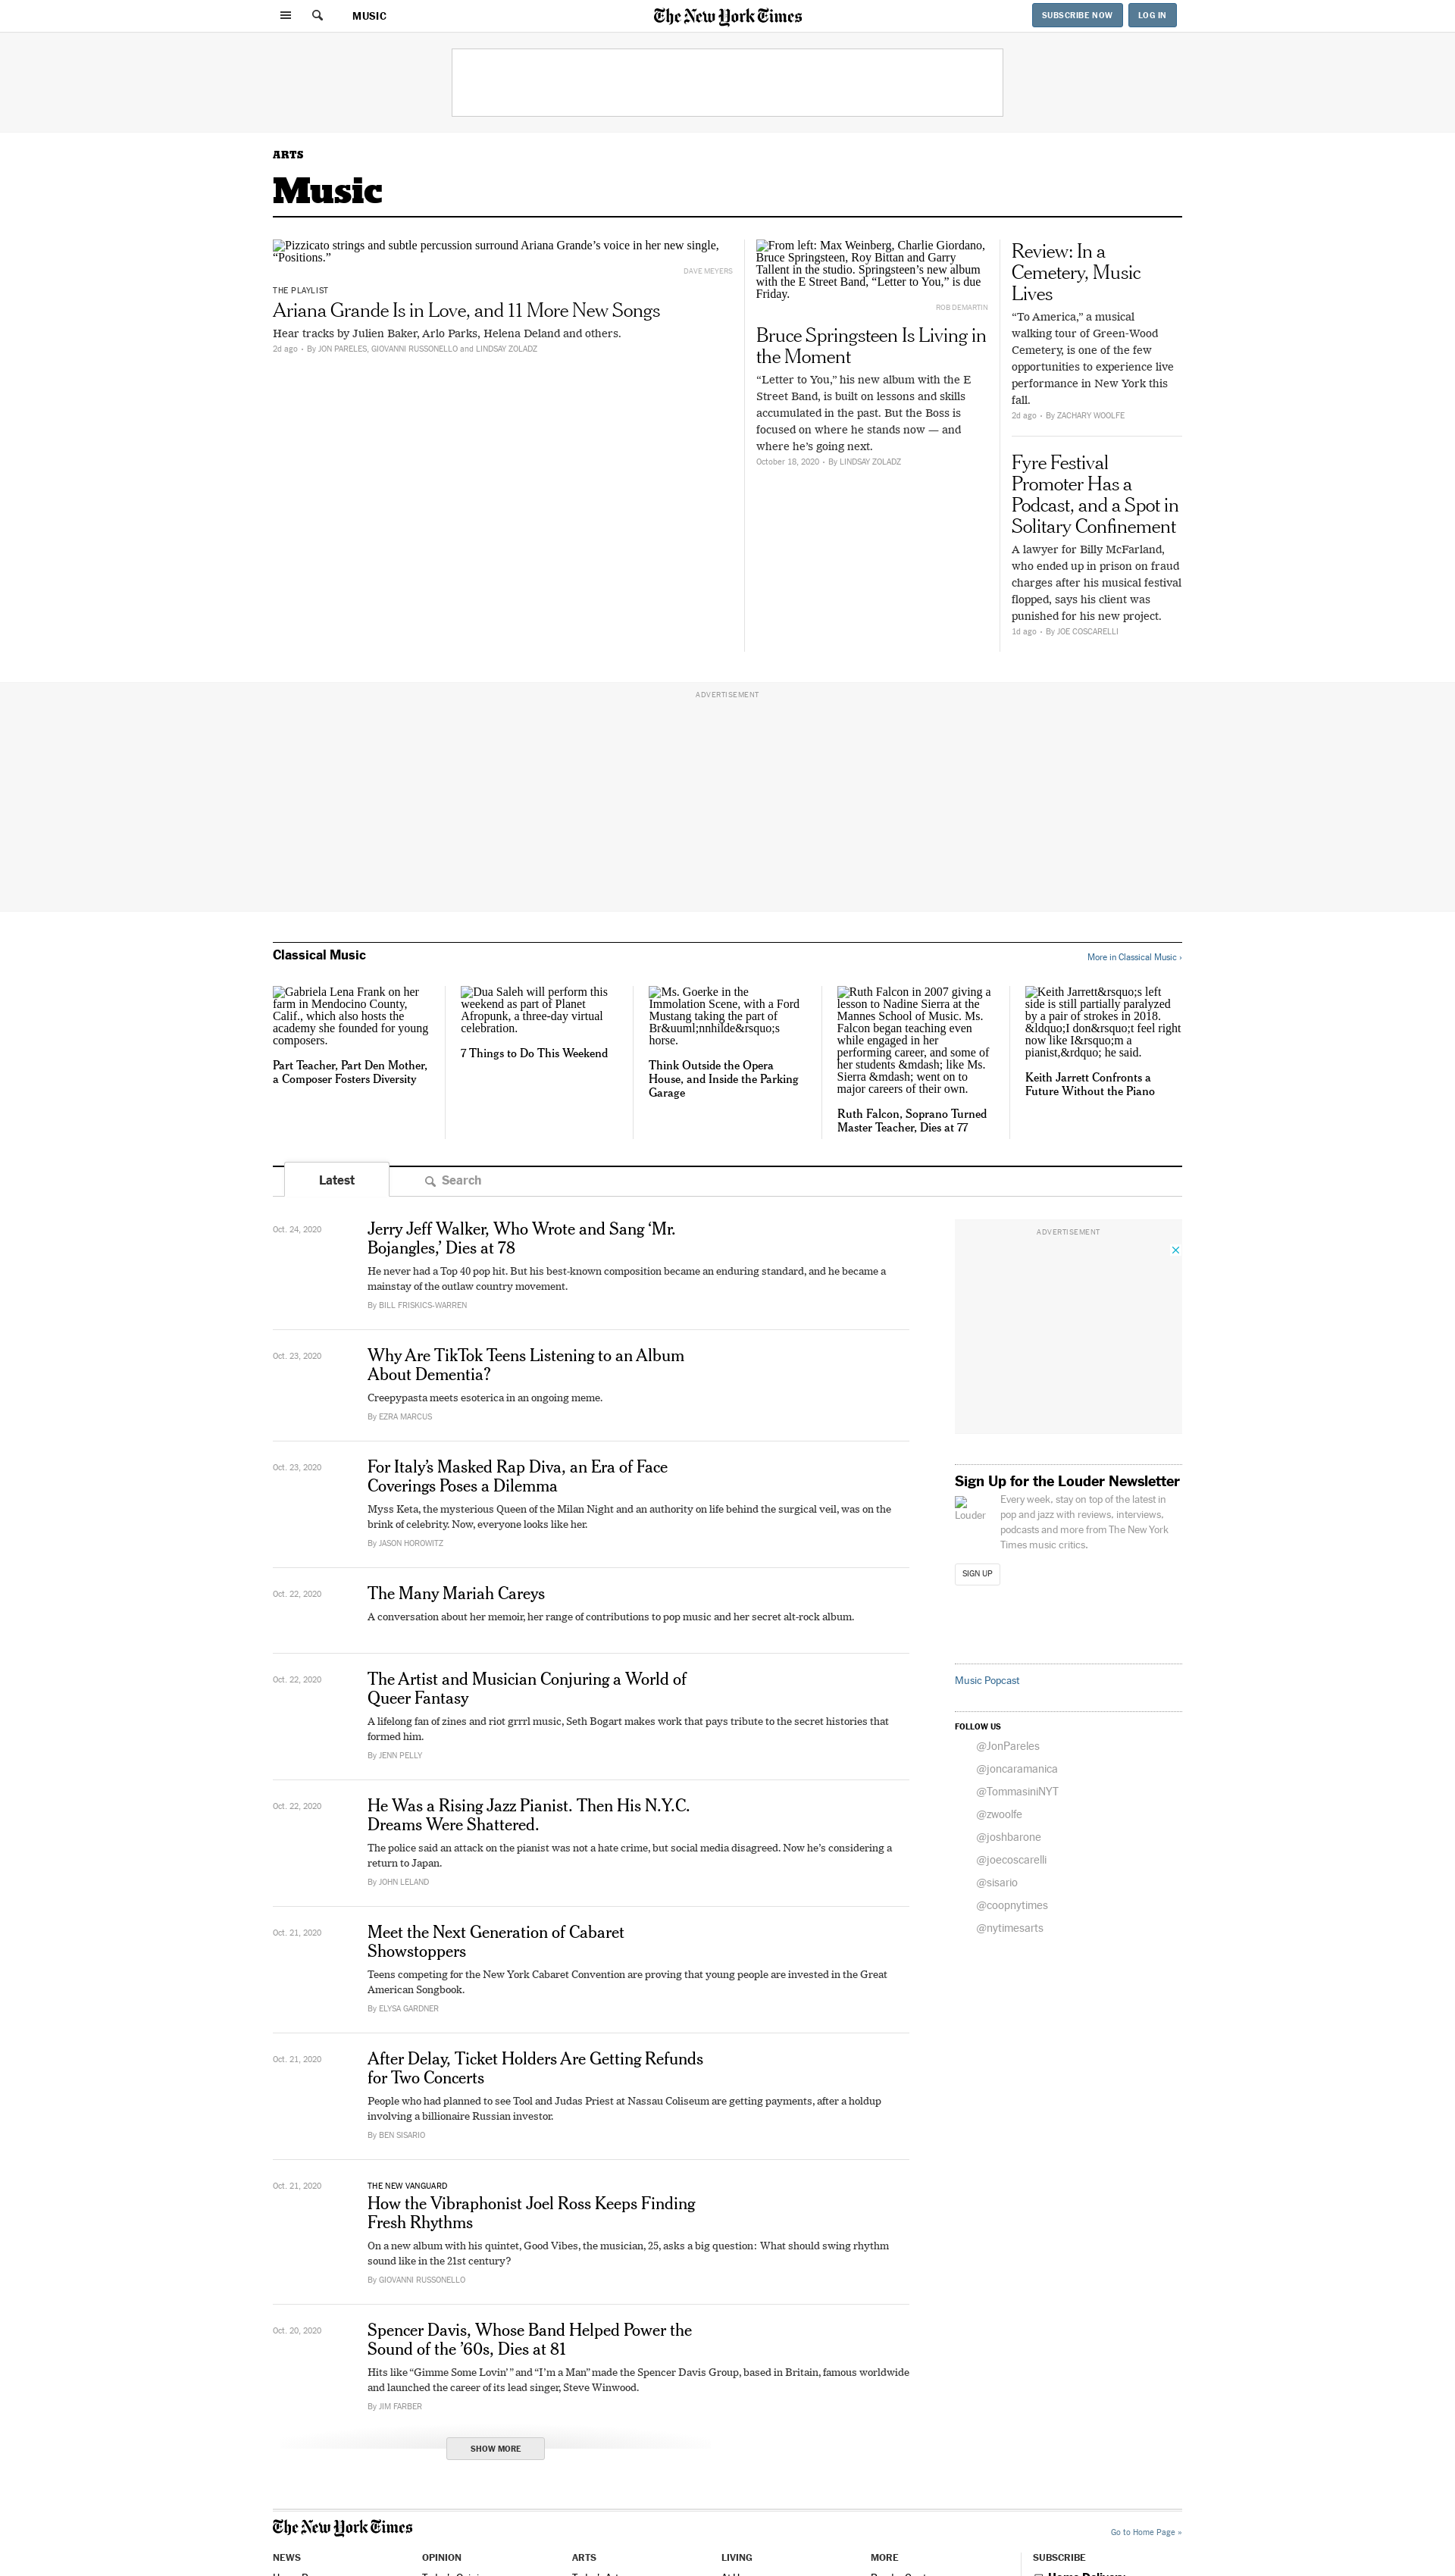 MUSIC
The New York Times
SUBSCRIBE NOW
LOG IN
ARTS
Music
Pizzicato strings and subtle percussion surround Ariana Grande’s voice in her new single,
“Positions.”
DAVE MEYERS
THE PLAYLIST
Ariana Grande Is in Love, and 11 More New Songs
Hear tracks by Julien Baker, Arlo Parks, Helena Deland and others.
2d ago • By JON PARELES, GIOVANNI RUSSONELLO and LINDSAY ZOLADZ
From left: Max Weinberg, Charlie Giordano,
Bruce Springsteen, Roy Bittan and Garry
Tallent in the studio. Springsteen’s new album
with the E Street Band, “Letter to You,” is due
Friday.
ROB DEMARTIN
Bruce Springsteen Is Living in
the Moment
“Letter to You,” his new album with the E
Street Band, is built on lessons and skills
accumulated in the past. But the Boss is
focused on where he stands now — and
where he’s going next.
October 18, 2020 • By LINDSAY ZOLADZ
Review: In a
Cemetery, Music
Lives
“To America,” a musical
walking tour of Green-Wood
Cemetery, is one of the few
opportunities to experience live
performance in New York this
fall.
2d ago • By ZACHARY WOOLFE
Fyre Festival
Promoter Has a
Podcast, and a Spot in
Solitary Confinement
A lawyer for Billy McFarland,
who ended up in prison on fraud
charges after his musical festival
flopped, says his client was
punished for his new project.
1d ago • By JOE COSCARELLI
ADVERTISEMENT
Classical Music
More in Classical Music ›
Gabriela Lena Frank on her
farm in Mendocino County,
Calif., which also hosts the
academy she founded for young
composers.
Part Teacher, Part Den Mother,
a Composer Fosters Diversity
Dua Saleh will perform this
weekend as part of Planet
Afropunk, a three-day virtual
celebration.
7 Things to Do This Weekend
Ms. Goerke in the
Immolation Scene, with a Ford
Mustang taking the part of
Br&uuml;nnhilde&rsquo;s
horse.
Think Outside the Opera
House, and Inside the Parking
Garage
Ruth Falcon in 2007 giving a
lesson to Nadine Sierra at the
Mannes School of Music. Ms.
Falcon began teaching even
while engaged in her
performing career, and some of
her students &mdash; like Ms.
Sierra &mdash; went on to
major careers of their own.
Ruth Falcon, Soprano Turned
Master Teacher, Dies at 77
Keith Jarrett&rsquo;s left
side is still partially paralyzed
by a pair of strokes in 2018.
&ldquo;I don&rsquo;t feel right
now like I&rsquo;m a
pianist,&rdquo; he said.
Keith Jarrett Confronts a
Future Without the Piano
Latest
Search
Oct. 24, 2020
Jerry Jeff Walker, Who Wrote and Sang ‘Mr.
Bojangles,’ Dies at 78
He never had a Top 40 pop hit. But his best-known composition became an enduring standard, and he became a
mainstay of the outlaw country movement.
By BILL FRISKICS-WARREN
Oct. 23, 2020
Why Are TikTok Teens Listening to an Album
About Dementia?
Creepypasta meets esoterica in an ongoing meme.
By EZRA MARCUS
Oct. 23, 2020
For Italy’s Masked Rap Diva, an Era of Face
Coverings Poses a Dilemma
Myss Keta, the mysterious Queen of the Milan Night and an authority on life behind the surgical veil, was on the
brink of celebrity. Now, everyone looks like her.
By JASON HOROWITZ
Oct. 22, 2020
The Many Mariah Careys
A conversation about her memoir, her range of contributions to pop music and her secret alt-rock album.
Oct. 22, 2020
The Artist and Musician Conjuring a World of
Queer Fantasy
A lifelong fan of zines and riot grrrl music, Seth Bogart makes work that pays tribute to the secret histories that
formed him.
By JENN PELLY
Oct. 22, 2020
He Was a Rising Jazz Pianist. Then His N.Y.C.
Dreams Were Shattered.
The police said an attack on the pianist was not a hate crime, but social media disagreed. Now he’s considering a
return to Japan.
By JOHN LELAND
Oct. 21, 2020
Meet the Next Generation of Cabaret
Showstoppers
Teens competing for the New York Cabaret Convention are proving that young people are invested in the Great
American Songbook.
By ELYSA GARDNER
Oct. 21, 2020
After Delay, Ticket Holders Are Getting Refunds
for Two Concerts
People who had planned to see Tool and Judas Priest at Nassau Coliseum are getting payments, after a holdup
involving a billionaire Russian investor.
By BEN SISARIO
Oct. 21, 2020
THE NEW VANGUARD
How the Vibraphonist Joel Ross Keeps Finding
Fresh Rhythms
On a new album with his quintet, Good Vibes, the musician, 25, asks a big question: What should swing rhythm
sound like in the 21st century?
By GIOVANNI RUSSONELLO
Oct. 20, 2020
Spencer Davis, Whose Band Helped Power the
Sound of the ’60s, Dies at 81
Hits like “Gimme Some Lovin’ ” and “I’m a Man” made the Spencer Davis Group, based in Britain, famous worldwide
and launched the career of its lead singer, Steve Winwood.
By JIM FARBER
SHOW MORE
ADVERTISEMENT
Sign Up for the Louder Newsletter
Louder
Every week, stay on top of the latest in
pop and jazz with reviews, interviews,
podcasts and more from The New York
Times music critics.
SIGN UP
Music Popcast
FOLLOW US
@JonPareles
@joncaramanica
@TommasiniNYT
@zwoolfe
@joshbarone
@joecoscarelli
@sisario
@coopnytimes
@nytimesarts
The New York Times
Go to Home Page »
NEWS
OPINION
ARTS
LIVING
MORE
SUBSCRIBE